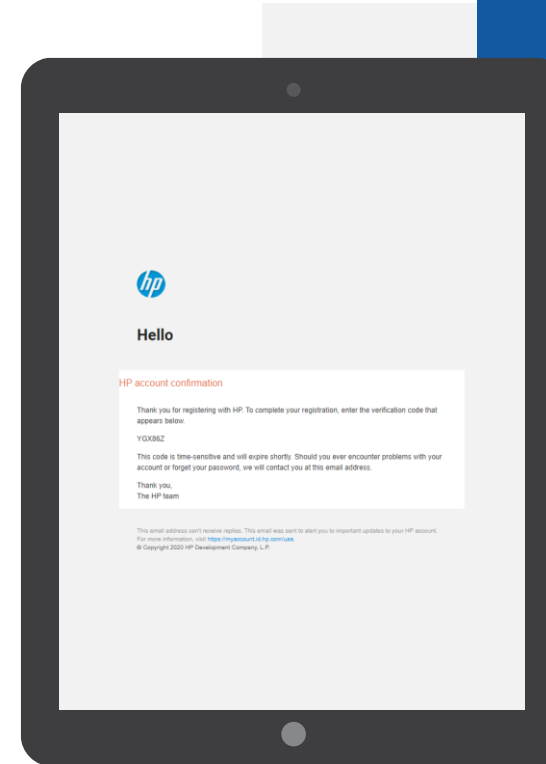 hp
Hello
HP account confirmation
Thank you for registering with HP. To complete your registration, enter the verification code that
appears below.
YGX86Z
This code is time-sensitive and will expire shortly. Should you ever encounter problems with your
account or forget your password, we will contact you at this email address.
Thank you,
The HP team
This email address can't receive replies. This email was sent to alert you to important updates to your HP account.
For more information, visit https://myaccount.id.hp.com/uaa
© Copyright 2020 HP Development Company, L.P.